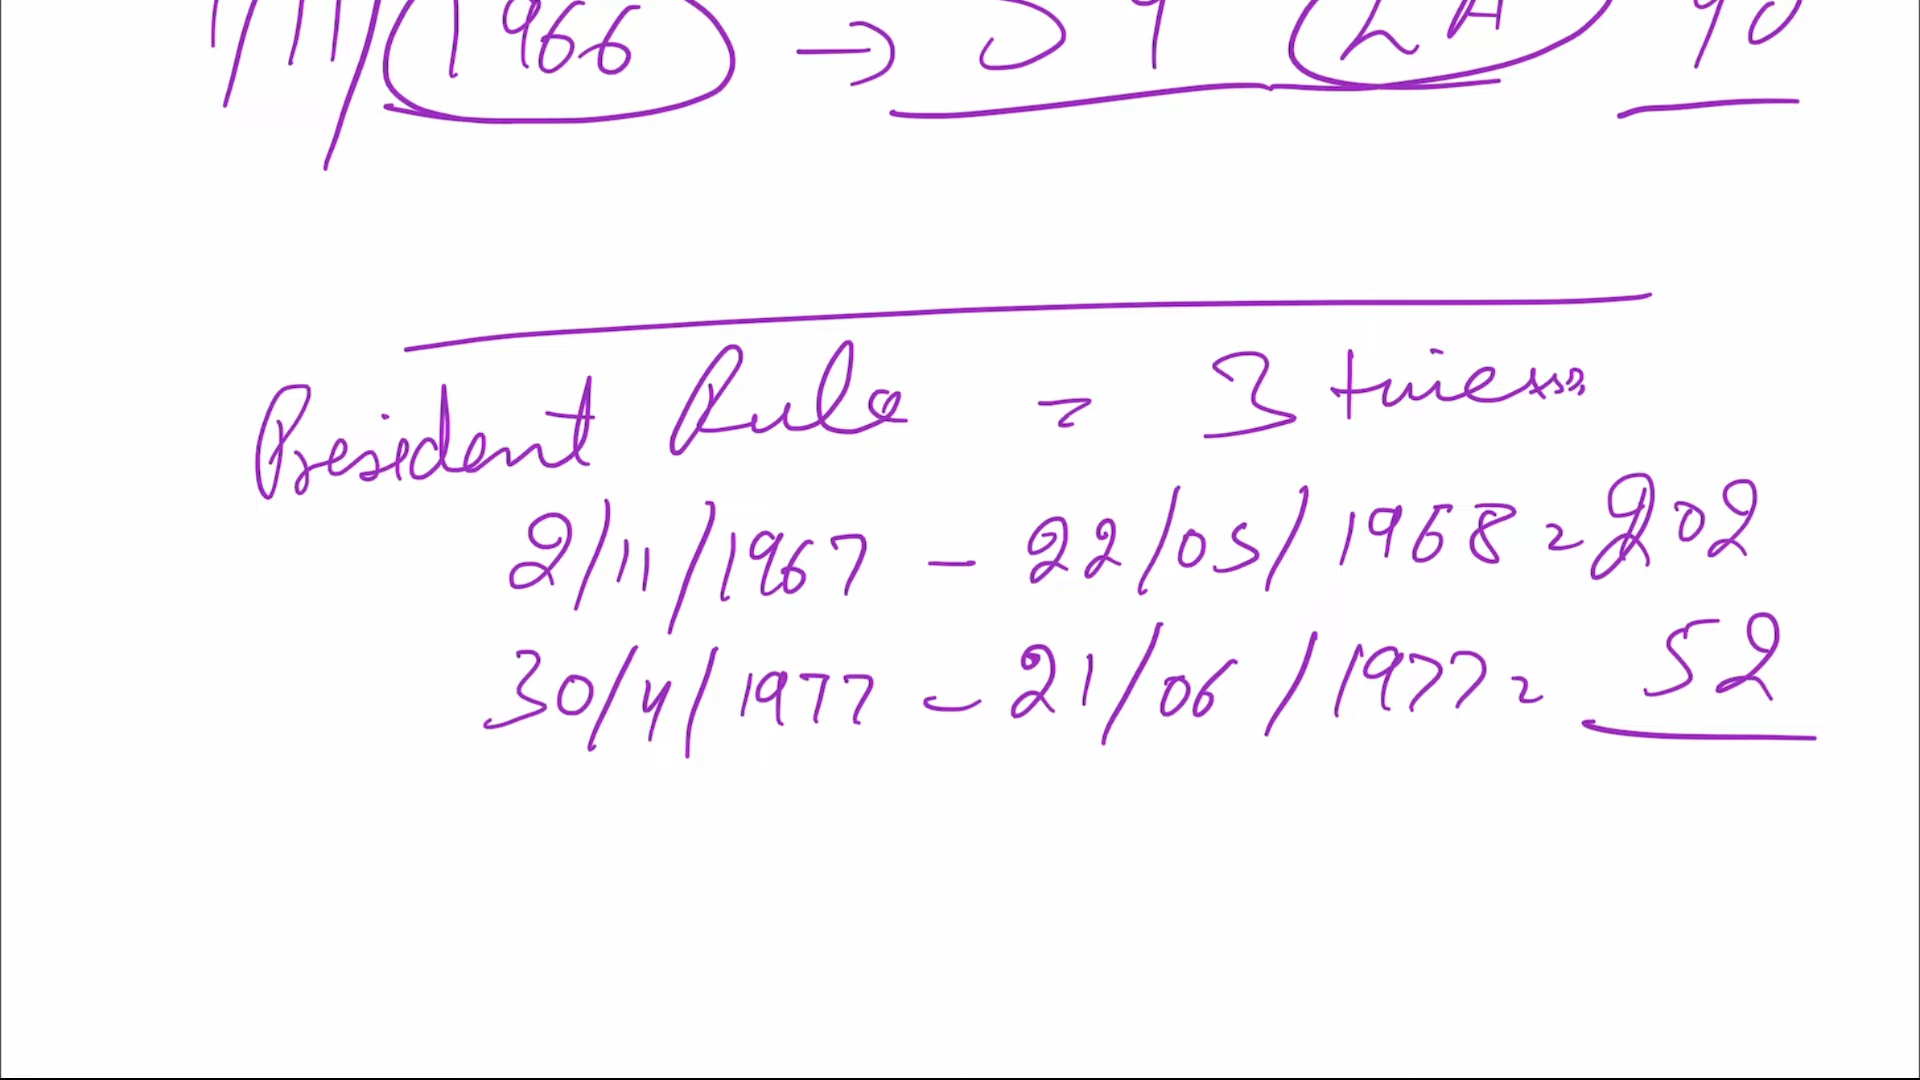 1/11/1966 → 54 (LA) 90
President Rule = 3 times
2/11/1967 - 22/05/1968 = 202
30/4/1977 - 21/06/1977 = 52